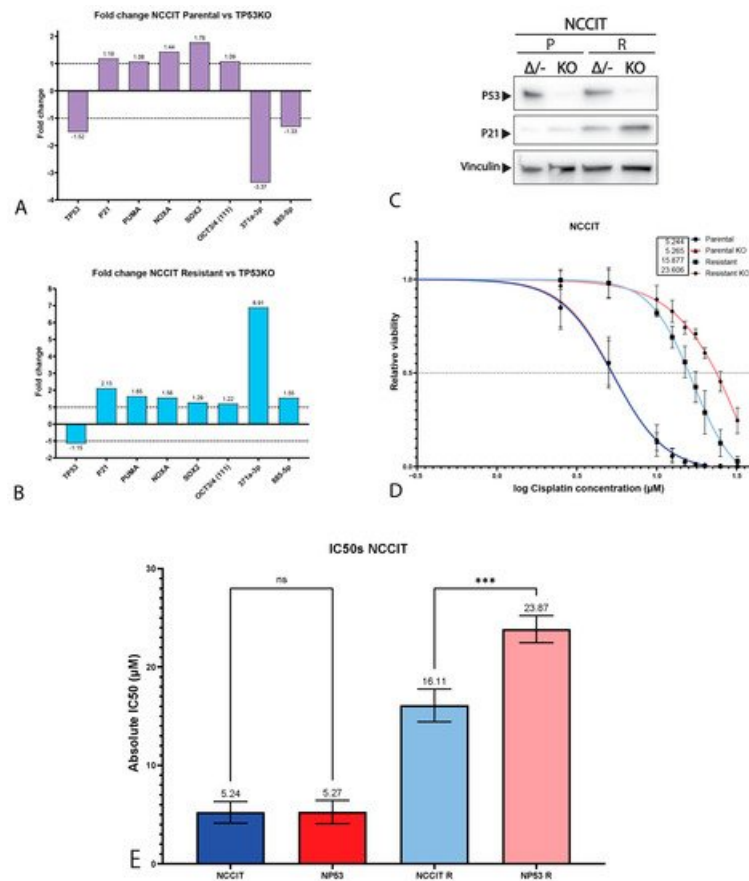 Fold change NCCIT Parental vs TP53KO
Fold change
3
2
1
0
-1
-2
-3
-4
-1.52
1.19
1.08
1.44
1.78
1.09
-3.37
-1.33
TP53
P21
PUMA
NOXA
SOX2
OCT3/4 (111)
371a-3p
885-5p
A
Fold change NCCIT Resistant vs TP53KO
Fold change
8
7
6
5
4
3
2
1
0
-1
-2
-1.15
2.15
1.65
1.56
1.29
1.22
6.91
1.55
TP53
P21
PUMA
NOXA
SOX2
OCT3/4 (111)
371a-3p
885-5p
B
NCCIT
P R
Δ/- KO Δ/- KO
P53
P21
Vinculin
C
NCCIT
5.244 Parental
5.265 Parental KO
15.877 Resistant
23.606 Resistant KO
Relative viability
1.0
0.5
0.0
-0.5 0.0 0.5 1.0 1.5
log Cisplatin concentration (µM)
D
IC50s NCCIT
Absolute IC50 (µM)
30
20
10
0
ns
***
5.24
5.27
16.11
23.87
NCCIT NP53 NCCIT R NP53 R
E